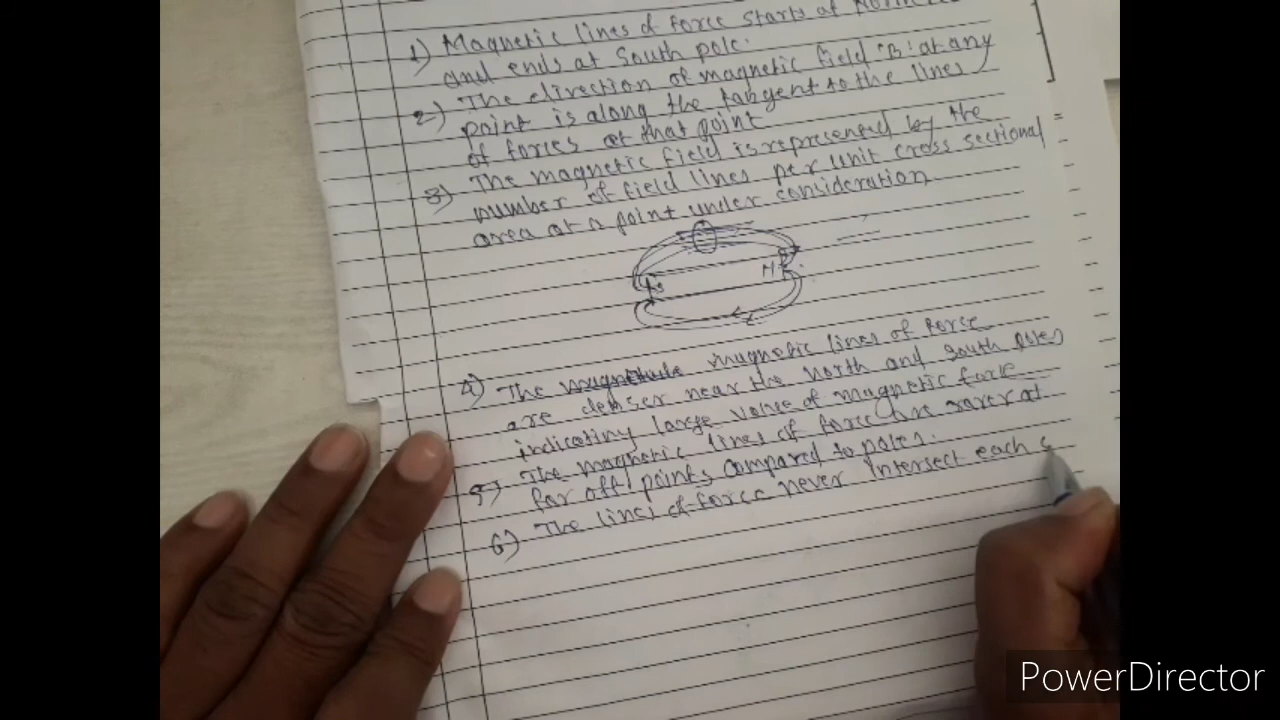 1) Magnetic lines of force starts at North
and ends at South pole.
2) The direction of magnetic field 'B' at any
point is along the tangent to the lines
of forces at that point
3) The magnetic field is represented by the
number of field lines per unit cross sectional
area at a point under consideration
S
N
4) The magnetic lines of force
are denser near the north and south poles
indicating large value of magnetic force
5) The magnetic lines of force are rarer at
far off points compared to poles.
6) The lines of force never intersect each
PowerDirector